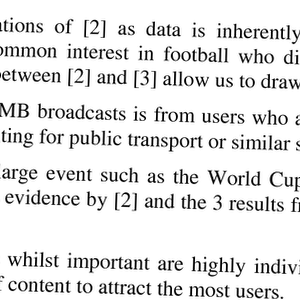 ations of [2] as data is inherently
ommon interest in football who di
between [2] and [3] allow us to draw
MB broadcasts is from users who a
ting for public transport or similar s
large event such as the World Cup
evidence by [2] and the 3 results f
whilst important are highly indivi
f content to attract the most users.